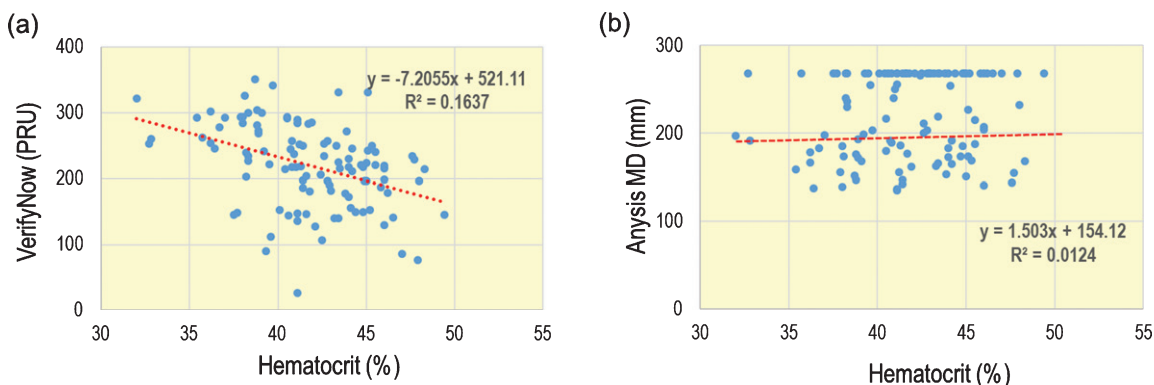 (a)
VerifyNow (PRU)
400
300
200
100
0
y = -7.2055x + 521.11
R² = 0.1637
30 35 40 45 50 55
Hematocrit (%)
(b)
Anysis MD (mm)
300
200
100
0
y = 1.503x + 154.12
R² = 0.0124
30 35 40 45 50 55
Hematocrit (%)